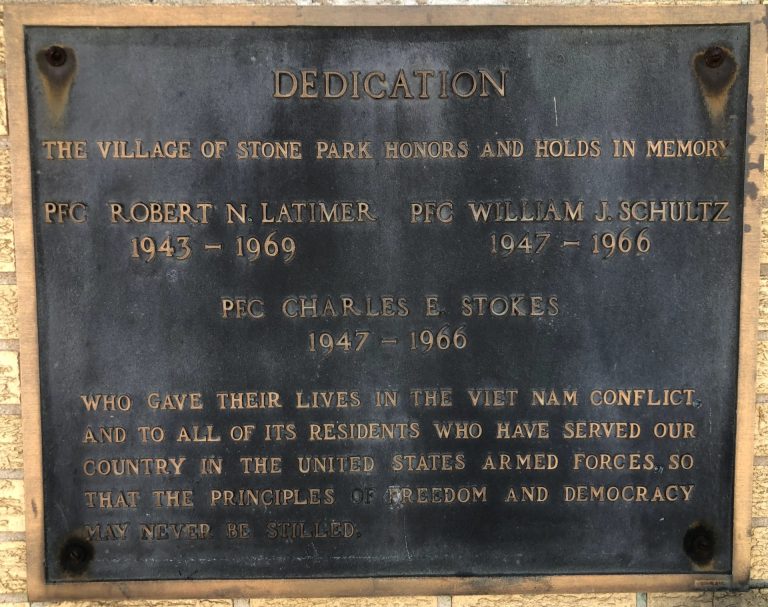 DEDICATION
THE VILLAGE OF STONE PARK HONORS AND HOLDS IN MEMORY
PFC ROBERT N. LATIMER PFC WILLIAM J. SCHULTZ
1943 – 1969 1947 – 1966
PFC CHARLES E. STOKES
1947 – 1966
WHO GAVE THEIR LIVES IN THE VIET NAM CONFLICT,
AND TO ALL OF ITS RESIDENTS WHO HAVE SERVED OUR
COUNTRY IN THE UNITED STATES ARMED FORCES., SO
THAT THE PRINCIPLES OF FREEDOM AND DEMOCRACY
MAY NEVER BE STILLED.